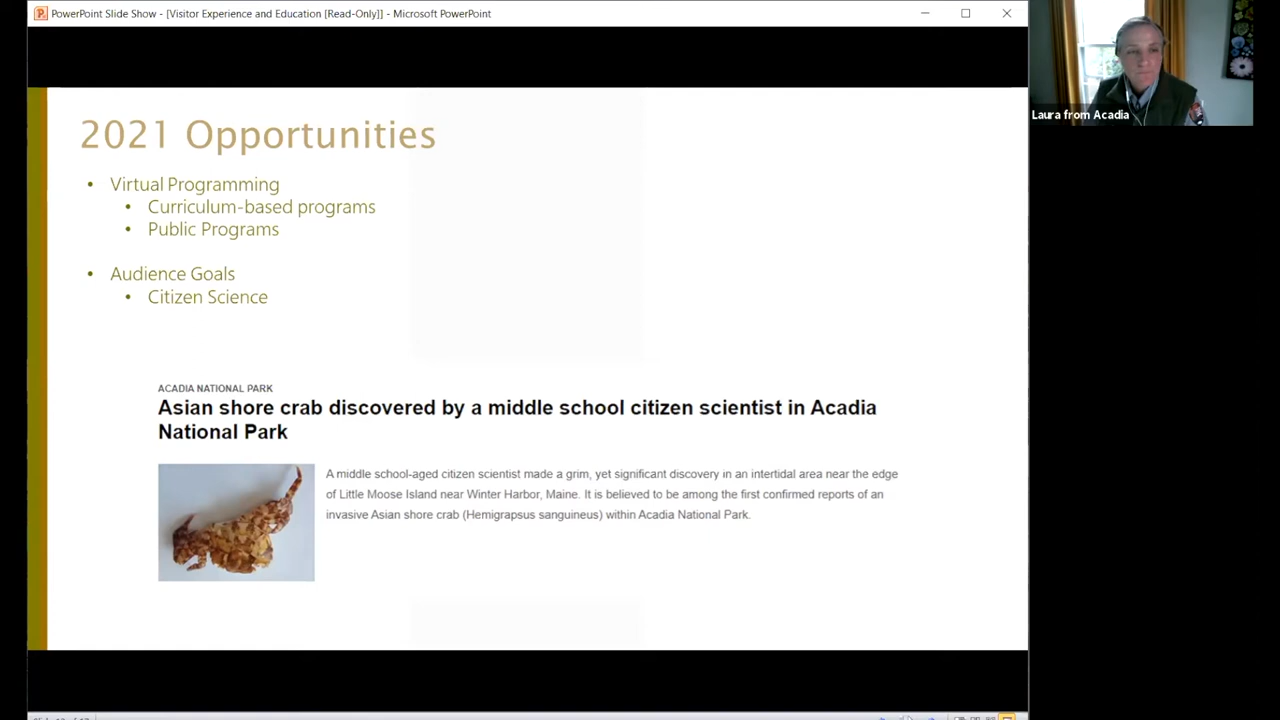 PowerPoint Slide Show - [Visitor Experience and Education [Read-Only]] - Microsoft PowerPoint
Laura from Acadia
2021 Opportunities
• Virtual Programming
• Curriculum-based programs
• Public Programs
• Audience Goals
• Citizen Science
ACADIA NATIONAL PARK
Asian shore crab discovered by a middle school citizen scientist in Acadia
National Park
A middle school-aged citizen scientist made a grim, yet significant discovery in an intertidal area near the edge
of Little Moose Island near Winter Harbor, Maine. It is believed to be among the first confirmed reports of an
invasive Asian shore crab (Hemigrapsus sanguineus) within Acadia National Park.